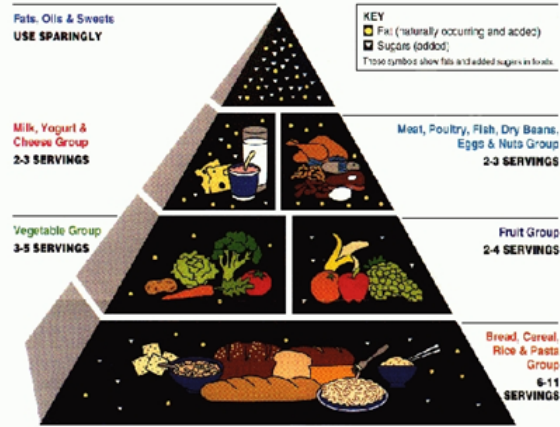 Fats, Oils & Sweets
USE SPARINGLY
KEY
Fat (naturally occurring and added)
Sugars (added)
These symbols show fats and added sugars in foods.
Milk, Yogurt &
Cheese Group
2-3 SERVINGS
Meat, Poultry, Fish, Dry Beans,
Eggs & Nuts Group
2-3 SERVINGS
Vegetable Group
3-5 SERVINGS
Fruit Group
2-4 SERVINGS
Bread, Cereal,
Rice & Pasta
Group
6-11
SERVINGS